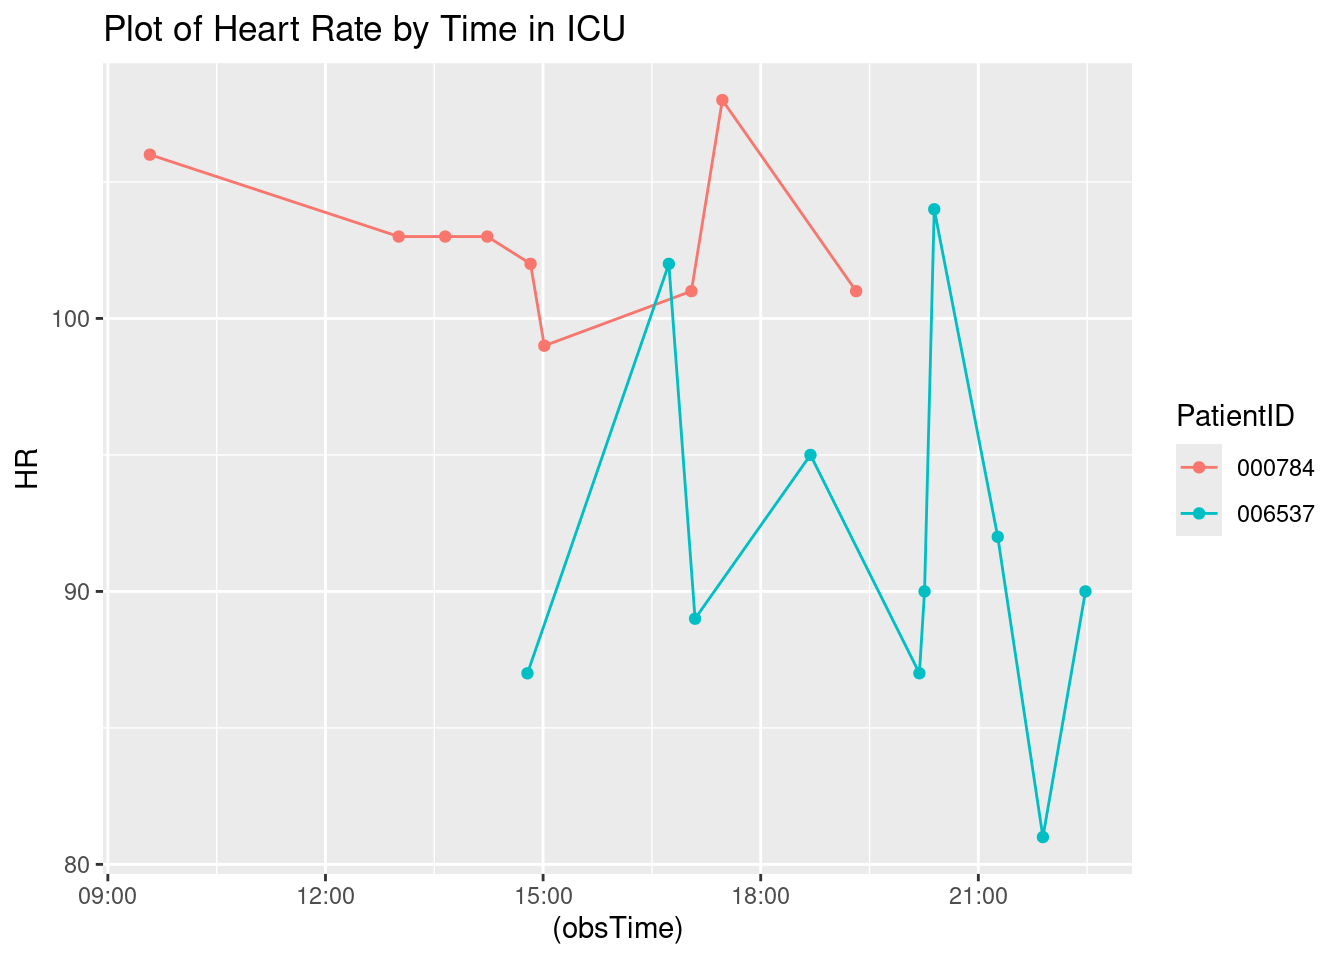 Plot of Heart Rate by Time in ICU
HR
100
90
80
09:00 12:00 15:00 18:00 21:00
(obsTime)
PatientID
000784
006537